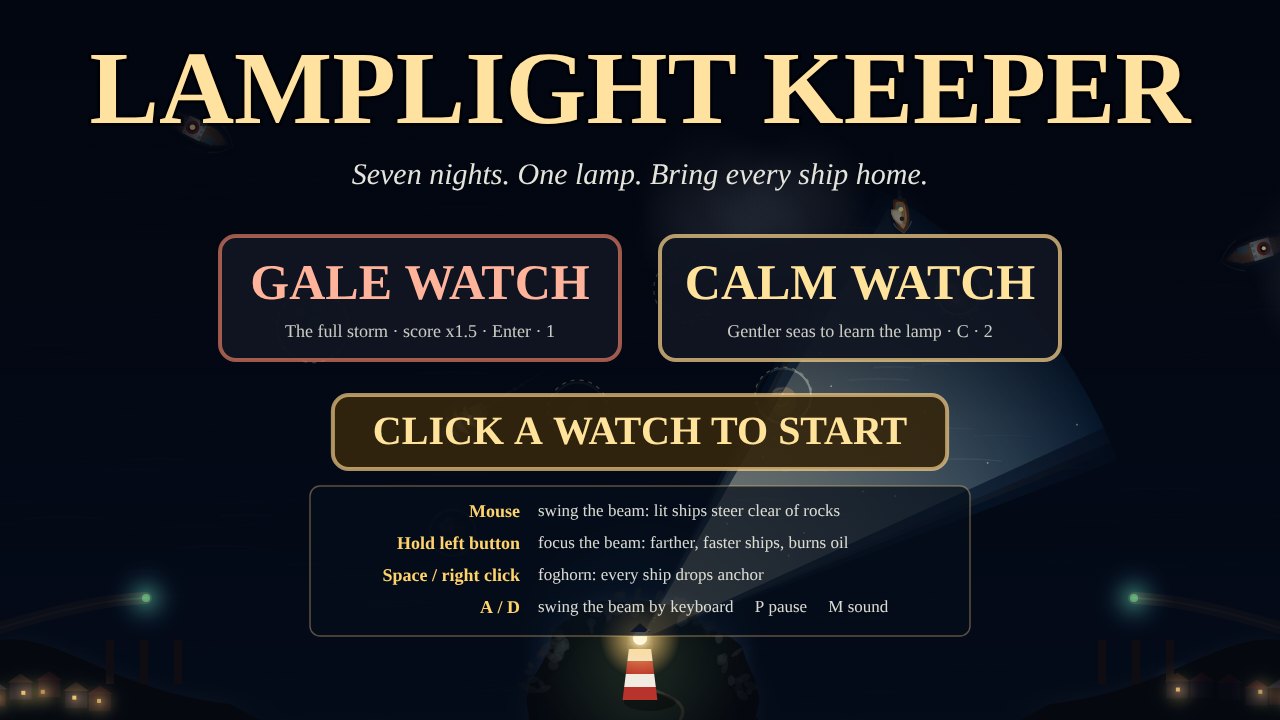 LAMPLIGHT KEEPER
Seven nights. One lamp. Bring every ship home.
GALE WATCH
The full storm · score x1.5 · Enter · 1
CALM WATCH
Gentler seas to learn the lamp · C · 2
CLICK A WATCH TO START
Mouse swing the beam: lit ships steer clear of rocks
Hold left button focus the beam: farther, faster ships, burns oil
Space / right click foghorn: every ship drops anchor
A / D swing the beam by keyboard P pause M sound